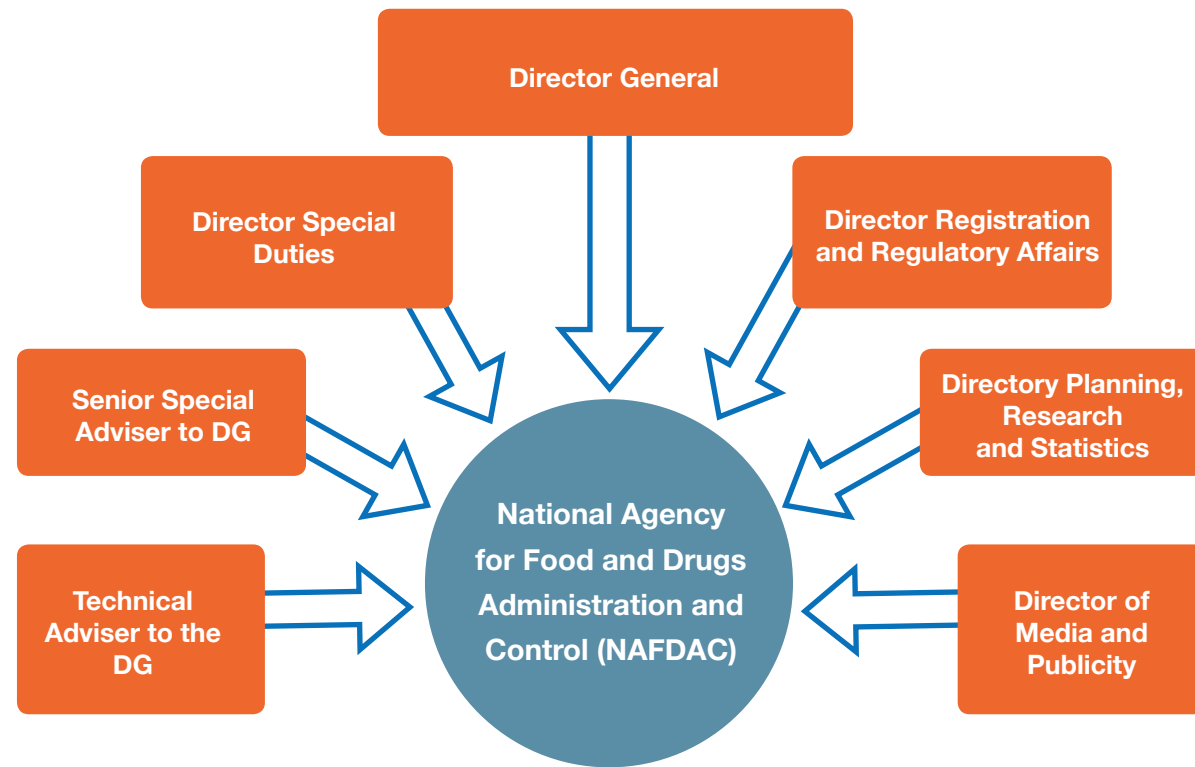 Director General
Director Special
Duties
Director Registration
and Regulatory Affairs
Senior Special
Adviser to DG
Directory Planning,
Research
and Statistics
National Agency
for Food and Drugs
Administration and
Control (NAFDAC)
Technical
Adviser to the
DG
Director of
Media and
Publicity